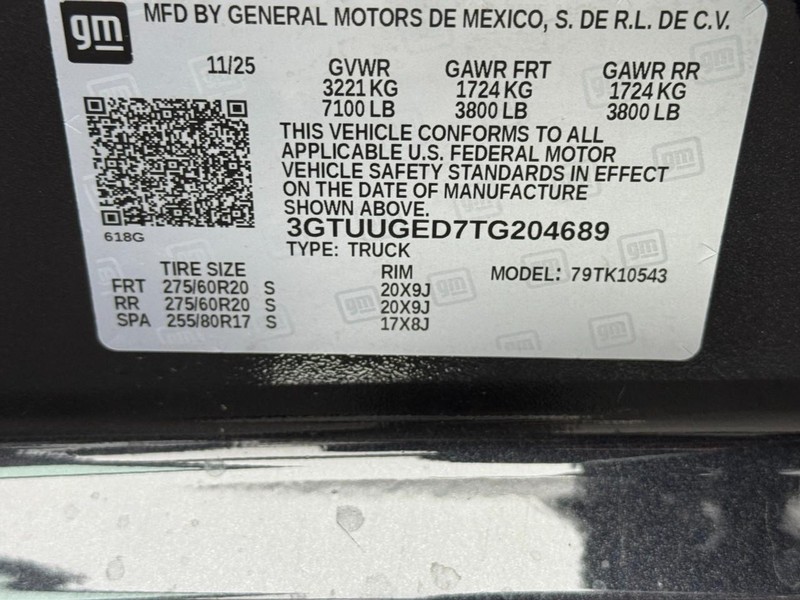 gm MFD BY GENERAL MOTORS DE MEXICO, S. DE R.L. DE C.V.
11/25 GVWR GAWR FRT GAWR RR
3221 KG 1724 KG 1724 KG
7100 LB 3800 LB 3800 LB
THIS VEHICLE CONFORMS TO ALL
APPLICABLE U.S. FEDERAL MOTOR
VEHICLE SAFETY STANDARDS IN EFFECT
ON THE DATE OF MANUFACTURE
SHOWN ABOVE.
618G
3GTUUGED7TG204689
TYPE: TRUCK
TIRE SIZE RIM MODEL: 79TK10543
FRT 275/60R20 S 20X9J
RR 275/60R20 S 20X9J
SPA 255/80R17 S 17X8J